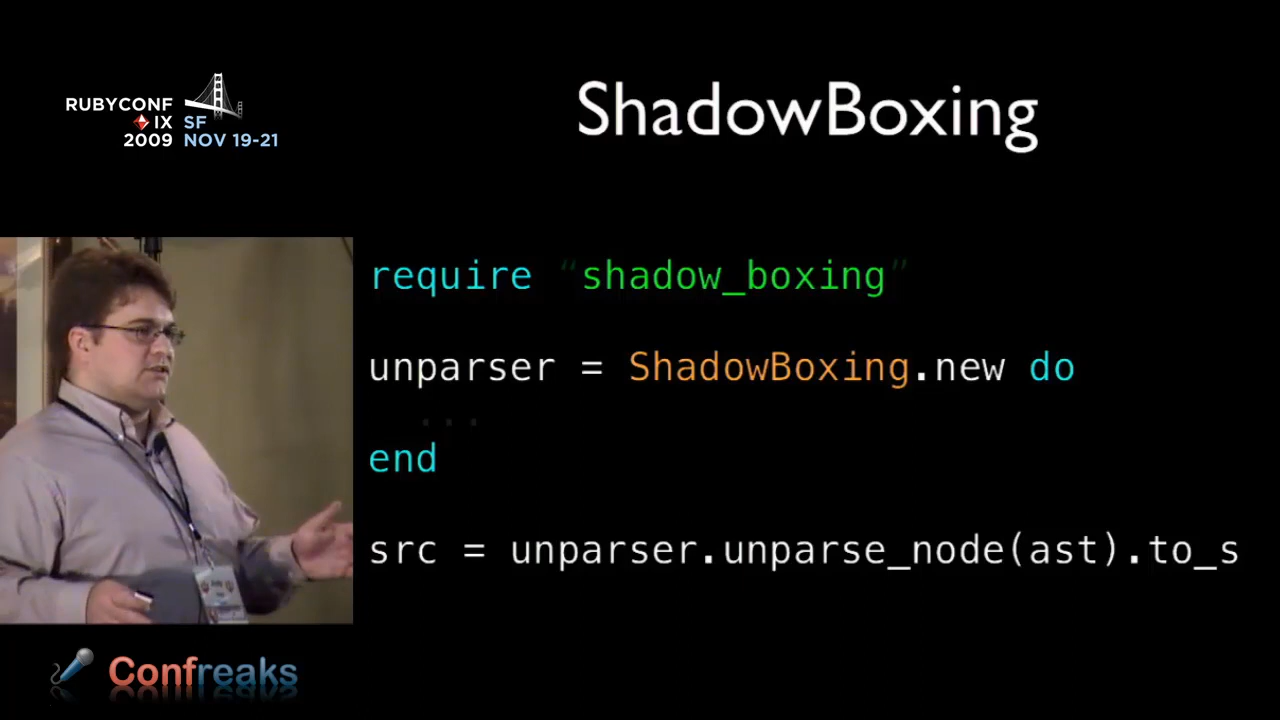 RUBYCONF
IX SF
2009 NOV 19-21
ShadowBoxing
require “shadow_boxing”
unparser = ShadowBoxing.new do
...
end
src = unparser.unparse_node(ast).to_s
Confreaks